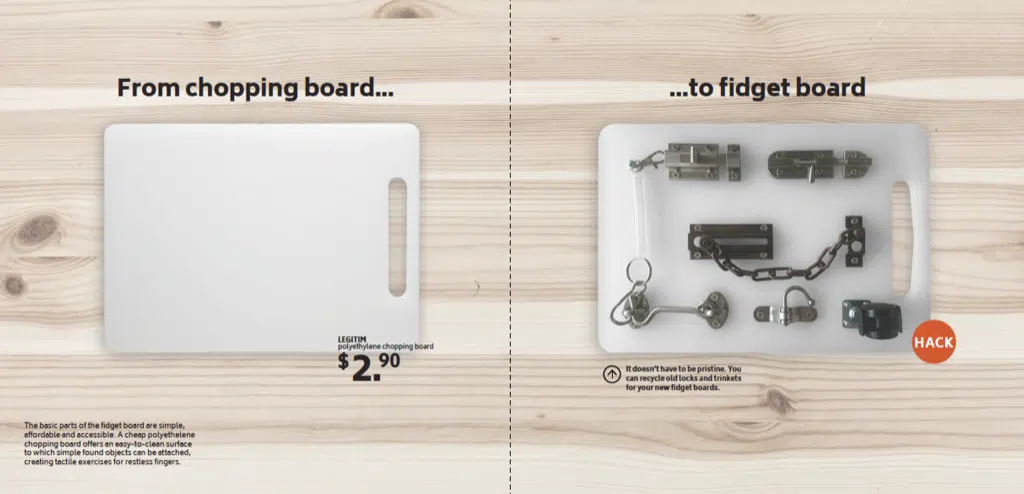 From chopping board...
LEGITIM
polyethylene chopping board
$2.90
The basic parts of the fidget board are simple,
affordable and accessible. A cheap polyethelene
chopping board offers an easy-to-clean surface
to which simple found objects can be attached,
creating tactile exercises for restless fingers.
...to fidget board
HACK
It doesn't have to be pristine. You
can recycle old locks and trinkets
for your new fidget boards.